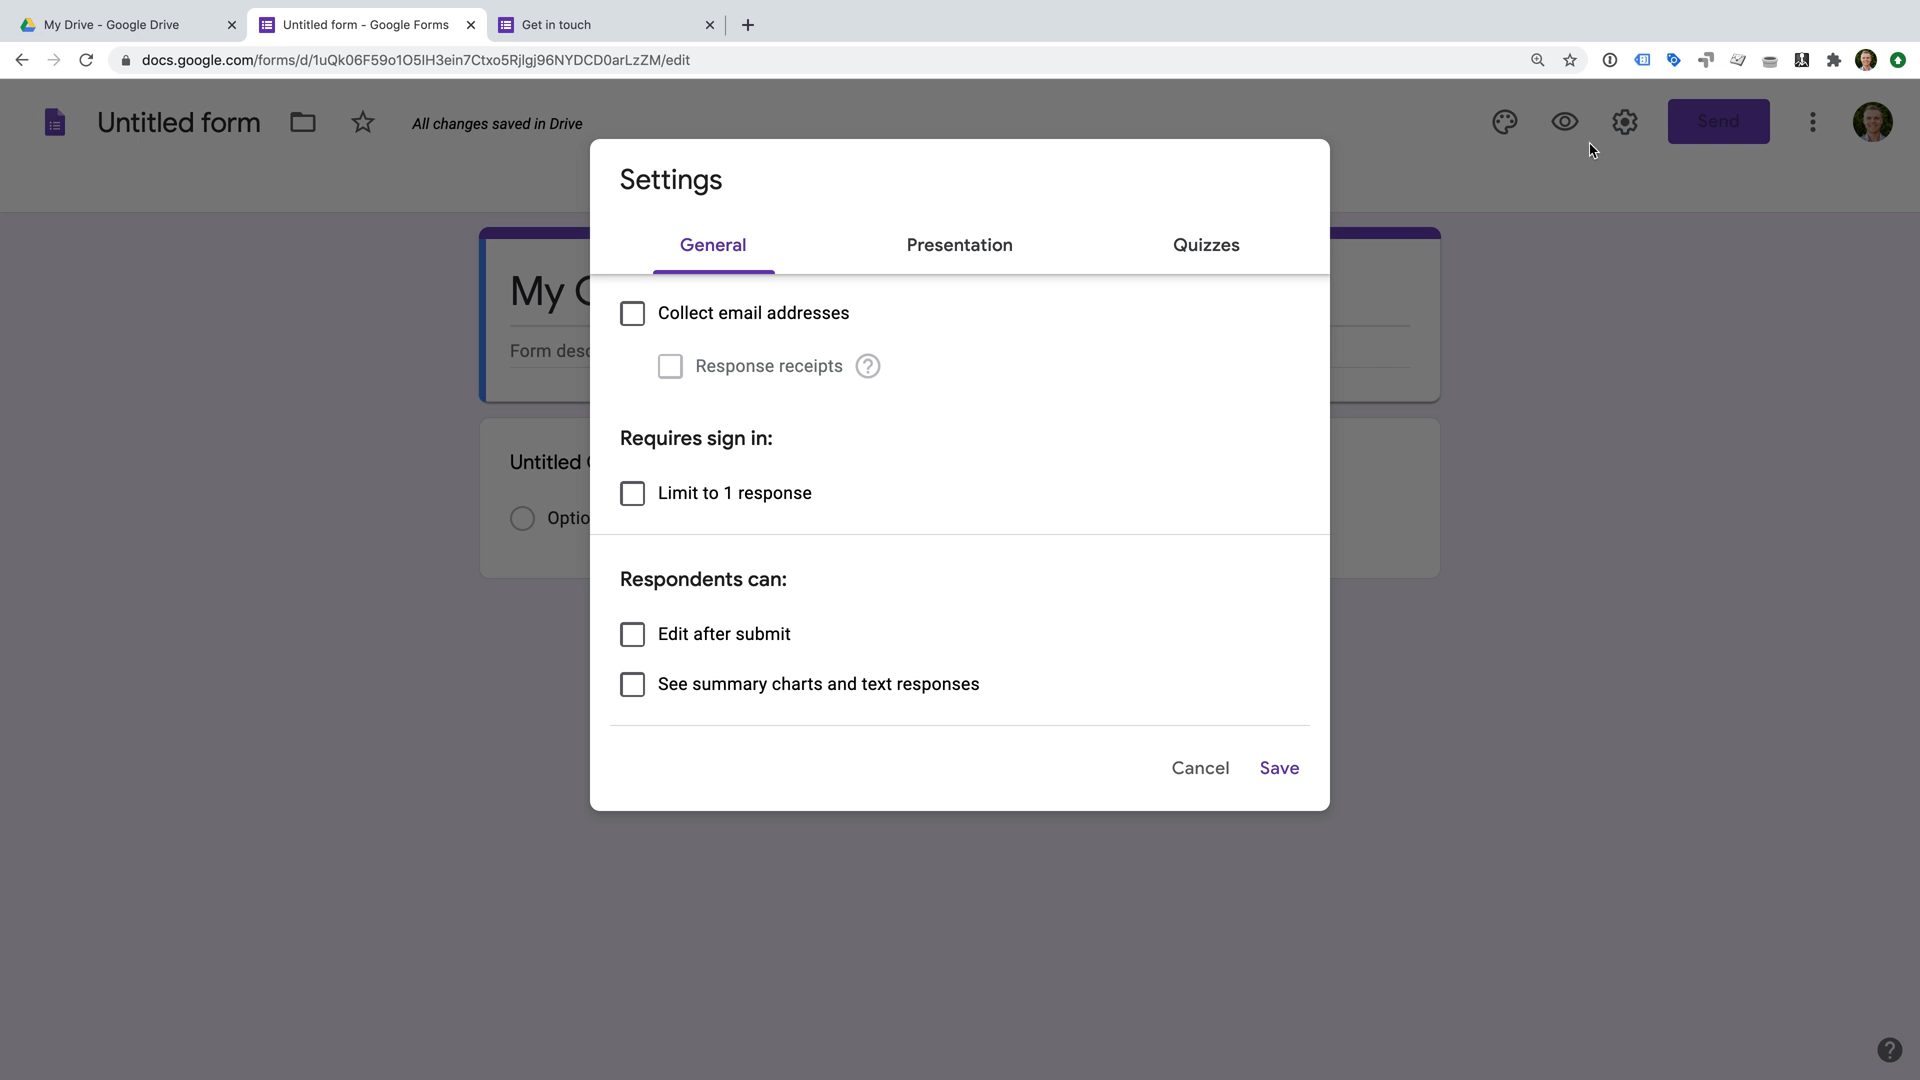 My Drive - Google Drive
Untitled form - Google Forms
Get in touch
docs.google.com/forms/d/1uQk06F59o1O5IH3ein7Ctxo5Rjlgj96NYDCD0arLzZM/edit
Untitled form
All changes saved in Drive
Send
Settings
General
Presentation
Quizzes
My
Form desc
Collect email addresses
Response receipts
Requires sign in:
Untitled
Limit to 1 response
Optio
Respondents can:
Edit after submit
See summary charts and text responses
Cancel
Save